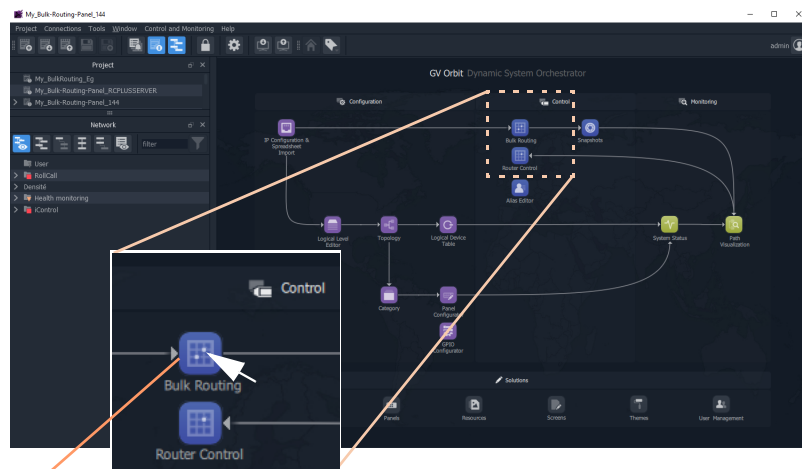 My_Bulk-Routing-Panel_144
Project Connections Tools Window Control and Monitoring Help
admin
Project
My_BulkRouting_Eg
My_Bulk-Routing-Panel_RCPLUSSERVER
My_Bulk-Routing-Panel_144
Network
filter
User
RollCall
Densité
Health monitoring
iControl
GV Orbit Dynamic System Orchestrator
Configuration
Control
Monitoring
IP Configuration &
Spreadsheet
Import
Bulk Routing
Snapshots
Router Control
Alias Editor
Logical Level
Editor
Topology
Logical Device
Table
System Status
Path
Visualization
Category
Panel
Configurator
GPIO
Configurator
Solutions
Panels
Resources
Screens
Themes
User Management
Control
Bulk Routing
Router Control